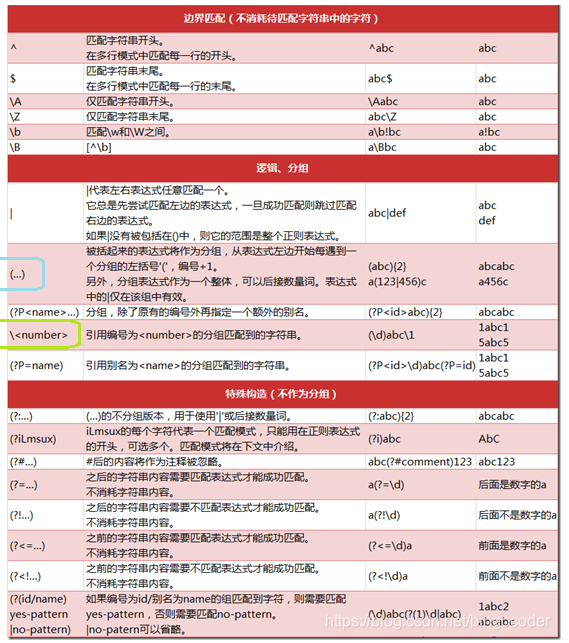 边界匹配（不消耗待匹配字符串中的字符）
^ 匹配字符串开头。 ^abc abc
在多行模式中匹配每一行的开头。
$ 匹配字符串末尾。 abc$ abc
在多行模式中匹配每一行的末尾。
\A 仅匹配字符串开头。 \Aabc abc
\Z 仅匹配字符串末尾。 abc\Z abc
\b 匹配\w和\W之间。 a\b!bc a!bc
\B [^\b] a\Bbc abc
逻辑、分组
| |代表左右表达式任意匹配一个。 abc|def abc
它总是先尝试匹配左边的表达式，一旦成功匹配则跳过匹配 def
右边的表达式。
如果|没有被包括在()中，则它的范围是整个正则表达式。
(...) 被括起来的表达式将作为分组，从表达式左边开始每遇到一 (abc){2} abcabc
个分组的左括号'('，编号+1。 a(123|456)c a456c
另外，分组表达式作为一个整体，可以后接数量词。表达式
中的|仅在该组中有效。
(?P<name>...) 分组，除了原有的编号外再指定一个额外的别名。 (?P<id>abc){2} abcabc
\<number> 引用编号为<number>的分组匹配到的字符串。 (\d)abc\1 1abc1
5abc5
(?P=name) 引用别名为<name>的分组匹配到的字符串。 (?P<id>\d)abc(?P=id) 1abc1
5abc5
特殊构造（不作为分组）
(?:...) (...)的不分组版本，用于使用'|'或后接数量词。 (?:abc){2} abcabc
(?iLmsux) iLmsux的每个字符代表一个匹配模式，只能用在正则表达式 (?i)abc AbC
的开头，可选多个。匹配模式将在下文中介绍。
(?#...) #后的内容将作为注释被忽略。 abc(?#comment)123 abc123
(?=...) 之后的字符串内容需要匹配表达式才能成功匹配。 a(?=\d) 后面是数字的a
不消耗字符串内容。
(?!...) 之后的字符串内容需要不匹配表达式才能成功匹配。 a(?!\d) 后面不是数字的a
不消耗字符串内容。
(?<=...) 之前的字符串内容需要匹配表达式才能成功匹配。 (?<=\d)a 前面是数字的a
不消耗字符串内容。
(?<!...) 之前的字符串内容需要不匹配表达式才能成功匹配。 (?<!\d)a 前面不是数字的a
不消耗字符串内容。
(?(id/name) 如果编号为id/别名为name的组匹配到字符，则需要匹配 (\d)abc(?(1)\d|abc) 1abc2
yes-pattern yes-pattern，否则需要匹配no-pattern。 abcabc
|no-pattern) |no-patern可以省略。